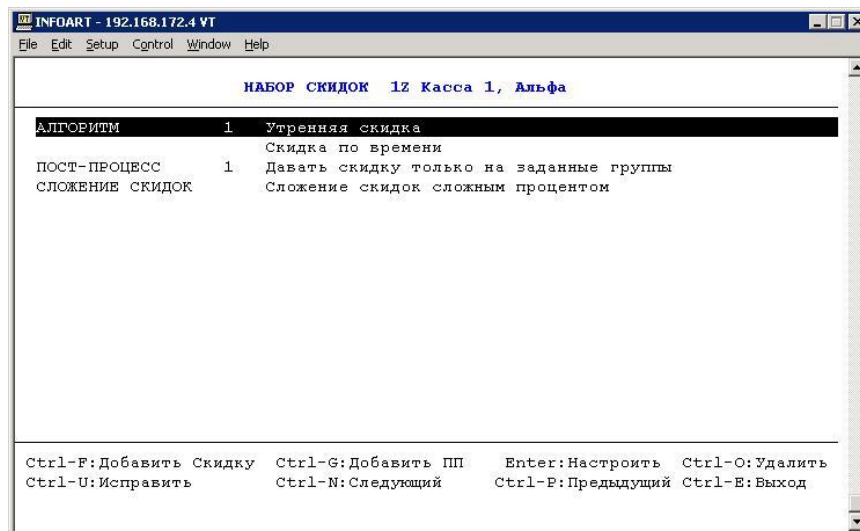 INFOART - 192.168.172.4 VT
File Edit Setup Control Window Help
НАБОР СКИДОК 1Z Касса 1, Альфа
АЛГОРИТМ 1 Утренняя скидка
Скидка по времени
ПОСТ-ПРОЦЕСС 1 Давать скидку только на заданные группы
СЛОЖЕНИЕ СКИДОК Сложение скидок сложным процентом
Ctrl-F:Добавить Скидку Ctrl-G:Добавить ПП Enter:Настроить Ctrl-O:Удалить
Ctrl-U:Исправить Ctrl-N:Следующий Ctrl-P:Предыдущий Ctrl-E:Выход